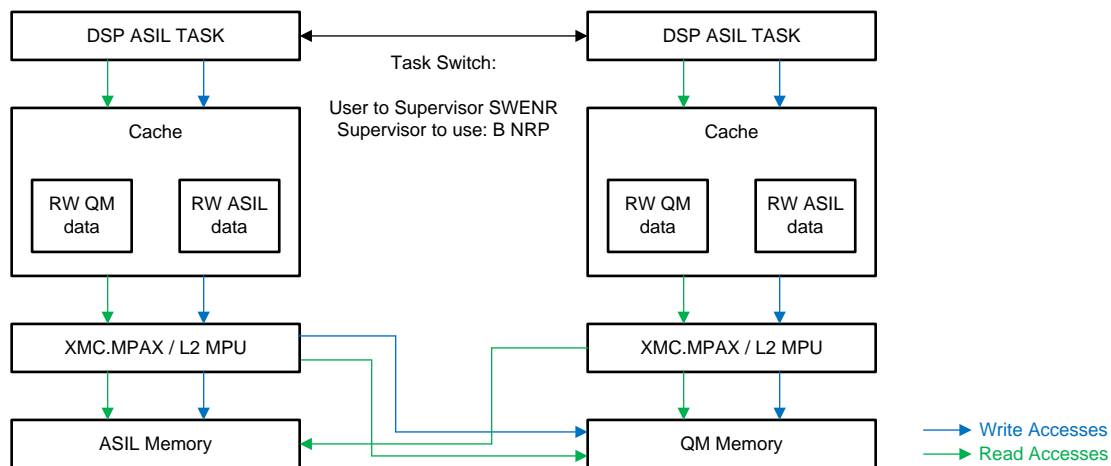 DSP ASIL TASK
DSP ASIL TASK
Task Switch:
User to Supervisor SWENR
Supervisor to use: B NRP
Cache
RW QM
data
RW ASIL
data
Cache
RW QM
data
RW ASIL
data
XMC.MPAX / L2 MPU
XMC.MPAX / L2 MPU
ASIL Memory
QM Memory
Write Accesses
Read Accesses